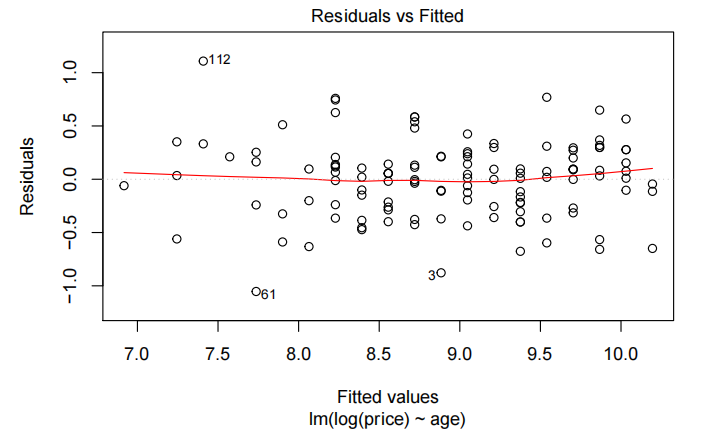 Residuals vs Fitted
Residuals
1.0
0.5
0.0
−0.5
−1.0
112
61
3
7.0 7.5 8.0 8.5 9.0 9.5 10.0
Fitted values
lm(log(price) ~ age)